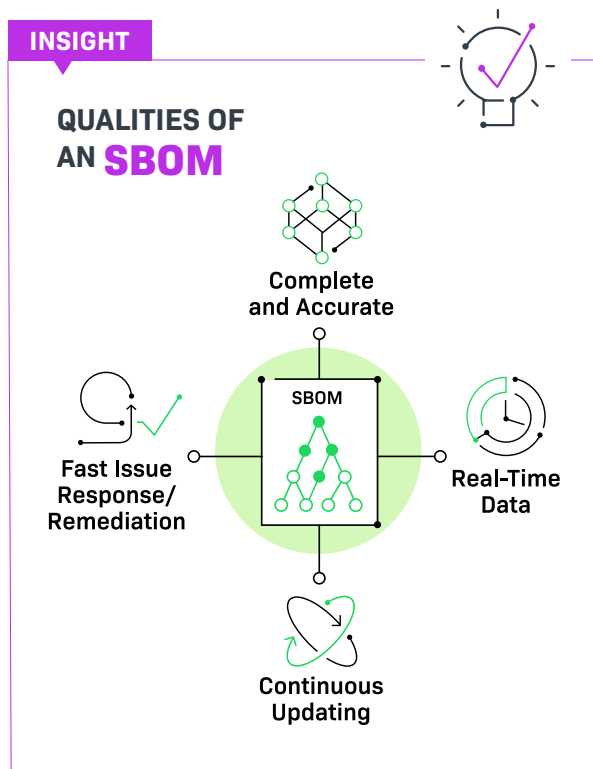 INSIGHT
QUALITIES OF
AN SBOM
Complete
and Accurate
SBOM
Fast Issue
Response/
Remediation
Real-Time
Data
Continuous
Updating